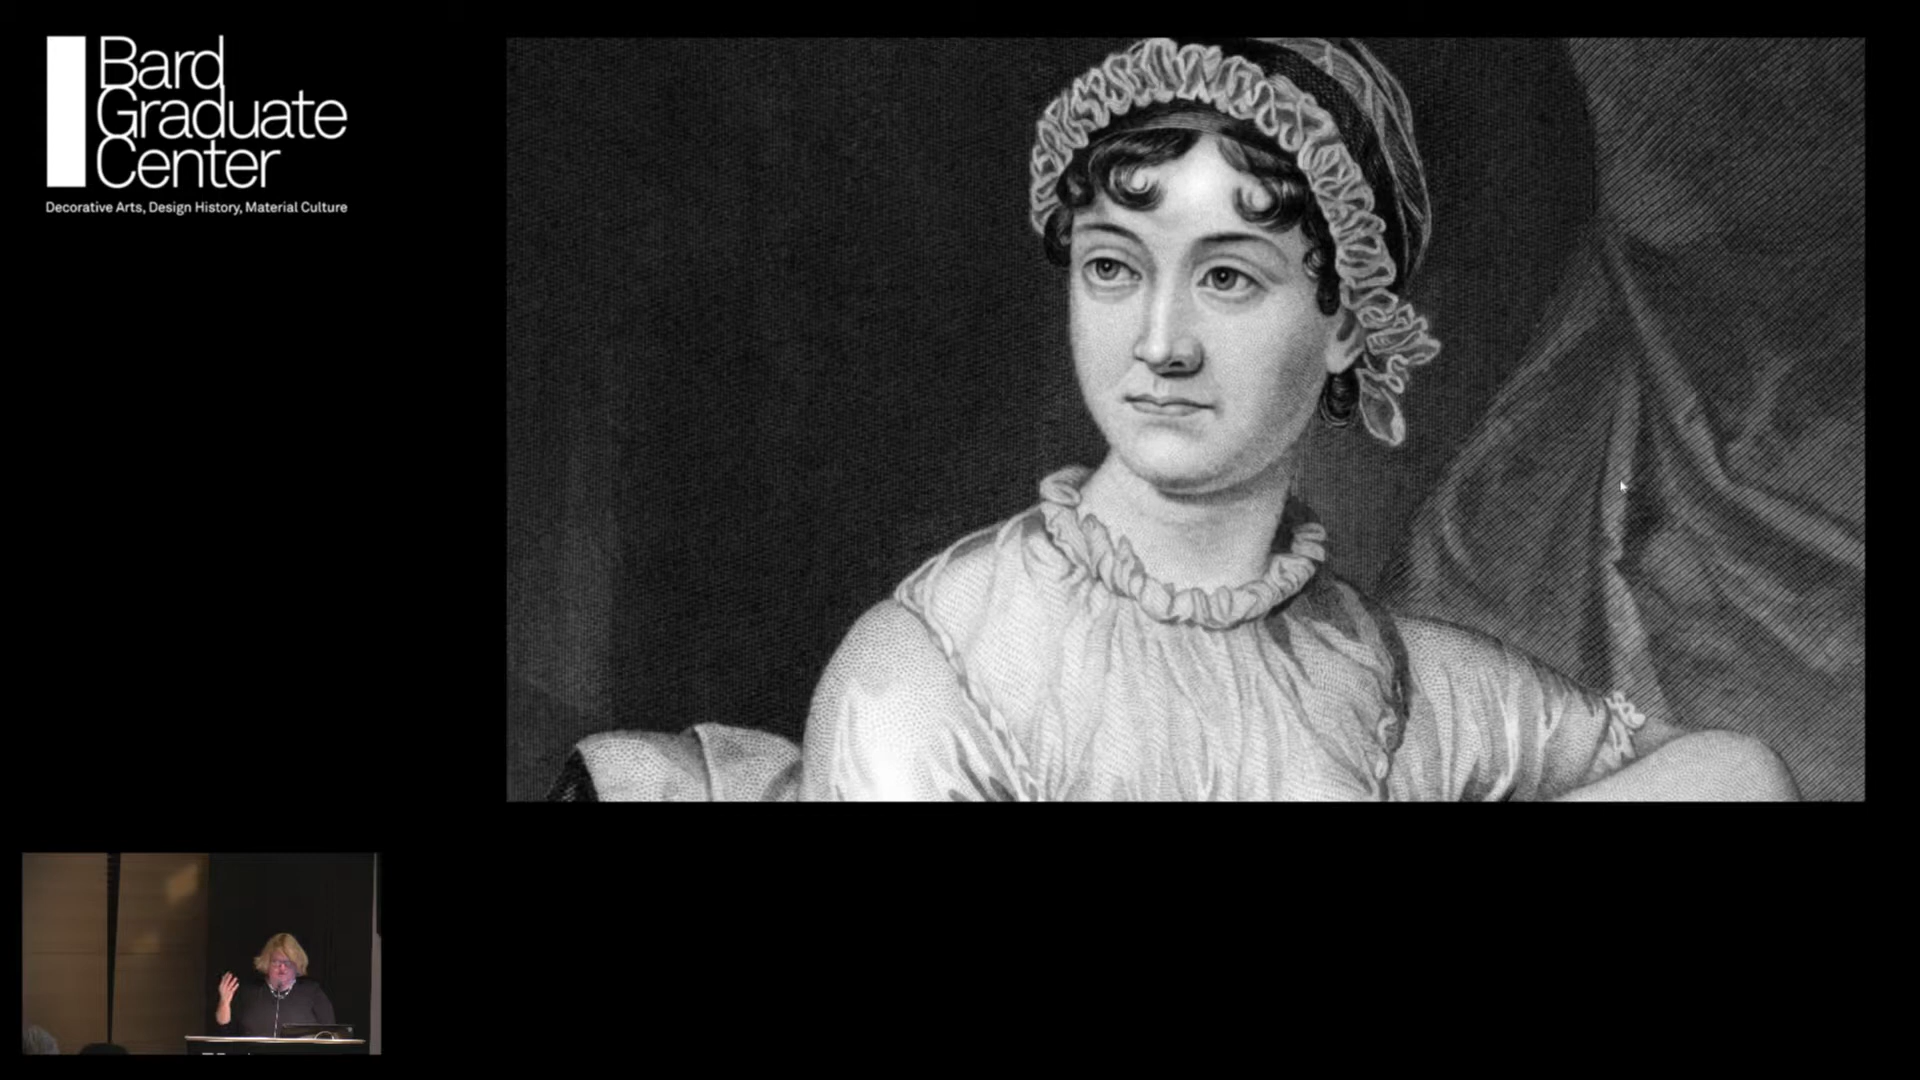 Bard
Graduate
Center
Decorative Arts, Design History, Material Culture